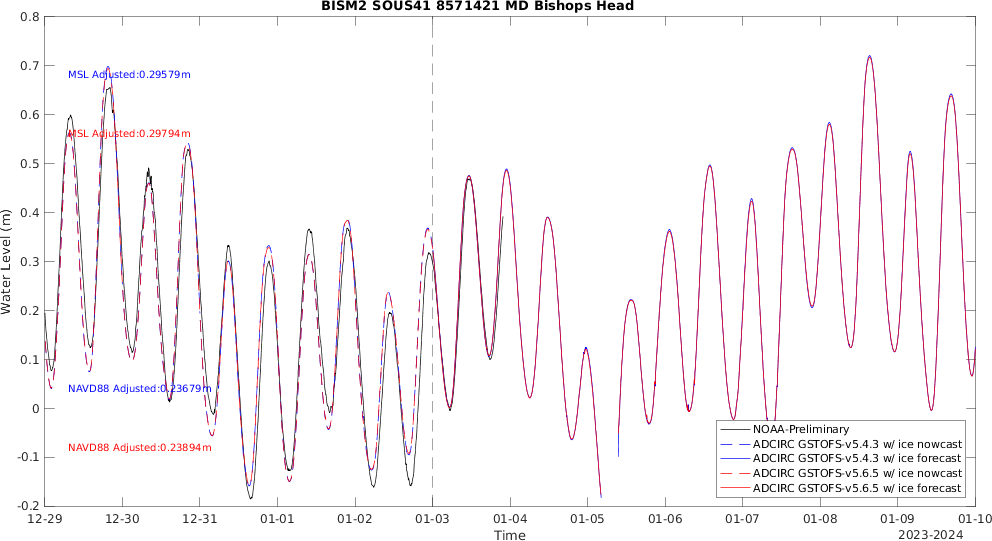 BISM2 SOUS41 8571421 MD Bishops Head
0.8
0.7
0.6
0.5
0.4
0.3
0.2
0.1
0
-0.1
-0.2
Water Level (m)
MSL Adjusted:0.29579m
MSL Adjusted:0.29794m
NAVD88 Adjusted:0.23679m
NAVD88 Adjusted:0.23894m
NOAA-Preliminary
ADCIRC GSTOFS-v5.4.3 w/ ice nowcast
ADCIRC GSTOFS-v5.4.3 w/ ice forecast
ADCIRC GSTOFS-v5.6.5 w/ ice nowcast
ADCIRC GSTOFS-v5.6.5 w/ ice forecast
12-29 12-30 12-31 01-01 01-02 01-03 01-04 01-05 01-06 01-07 01-08 01-09 01-10
Time
2023-2024